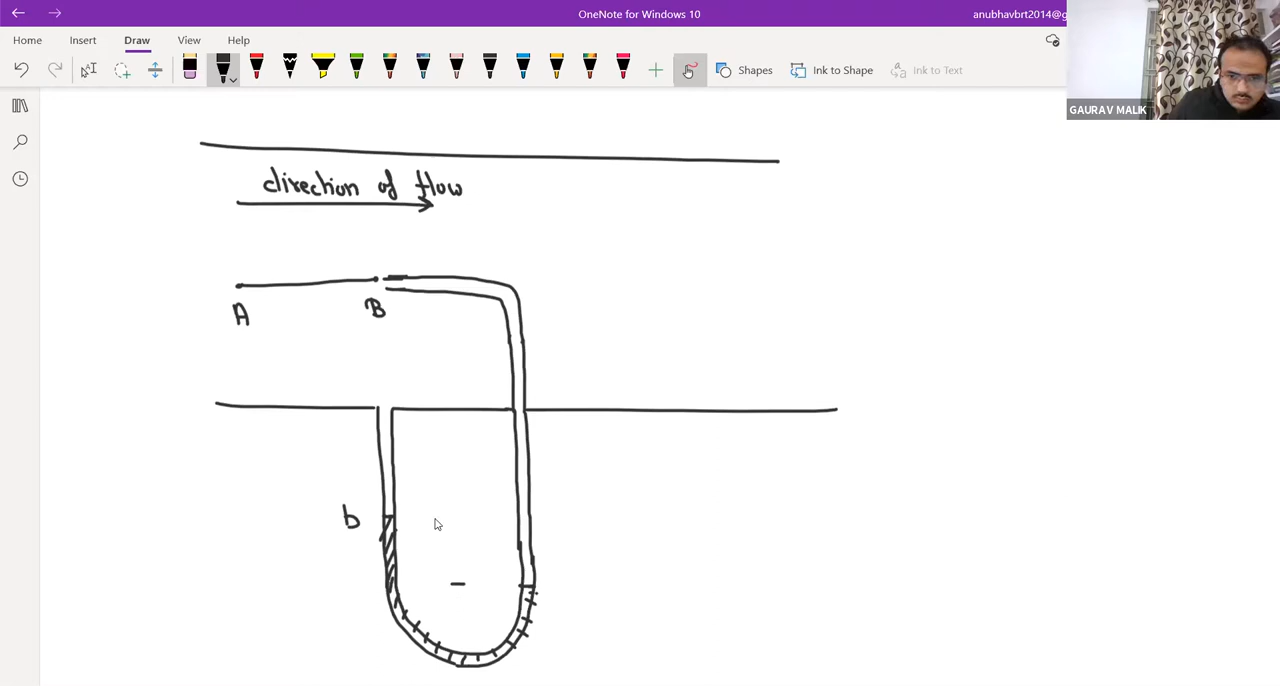 OneNote for Windows 10
anubhavbrt2014@g
Home Insert Draw View Help
Shapes Ink to Shape Ink to Text
GAURAV MALIK
direction of flow
A B
b